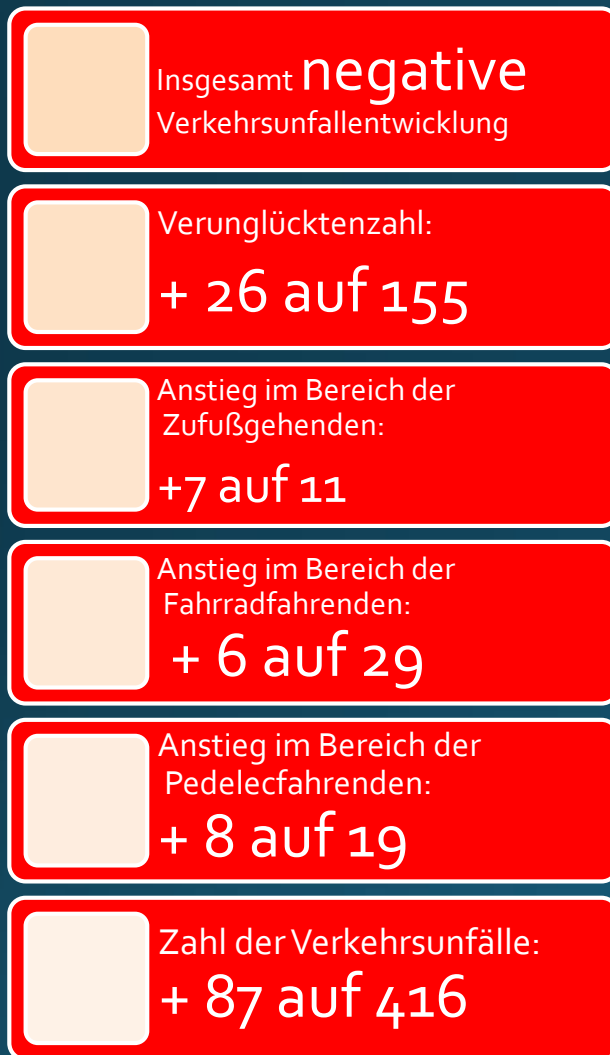 Insgesamt negative
Verkehrsunfallentwicklung
Verunglücktenzahl:
+ 26 auf 155
Anstieg im Bereich der
Zufußgehenden:
+7 auf 11
Anstieg im Bereich der
Fahrradfahrenden:
+ 6 auf 29
Anstieg im Bereich der
Pedelecfahrenden:
+ 8 auf 19
Zahl der Verkehrsunfälle:
+ 87 auf 416